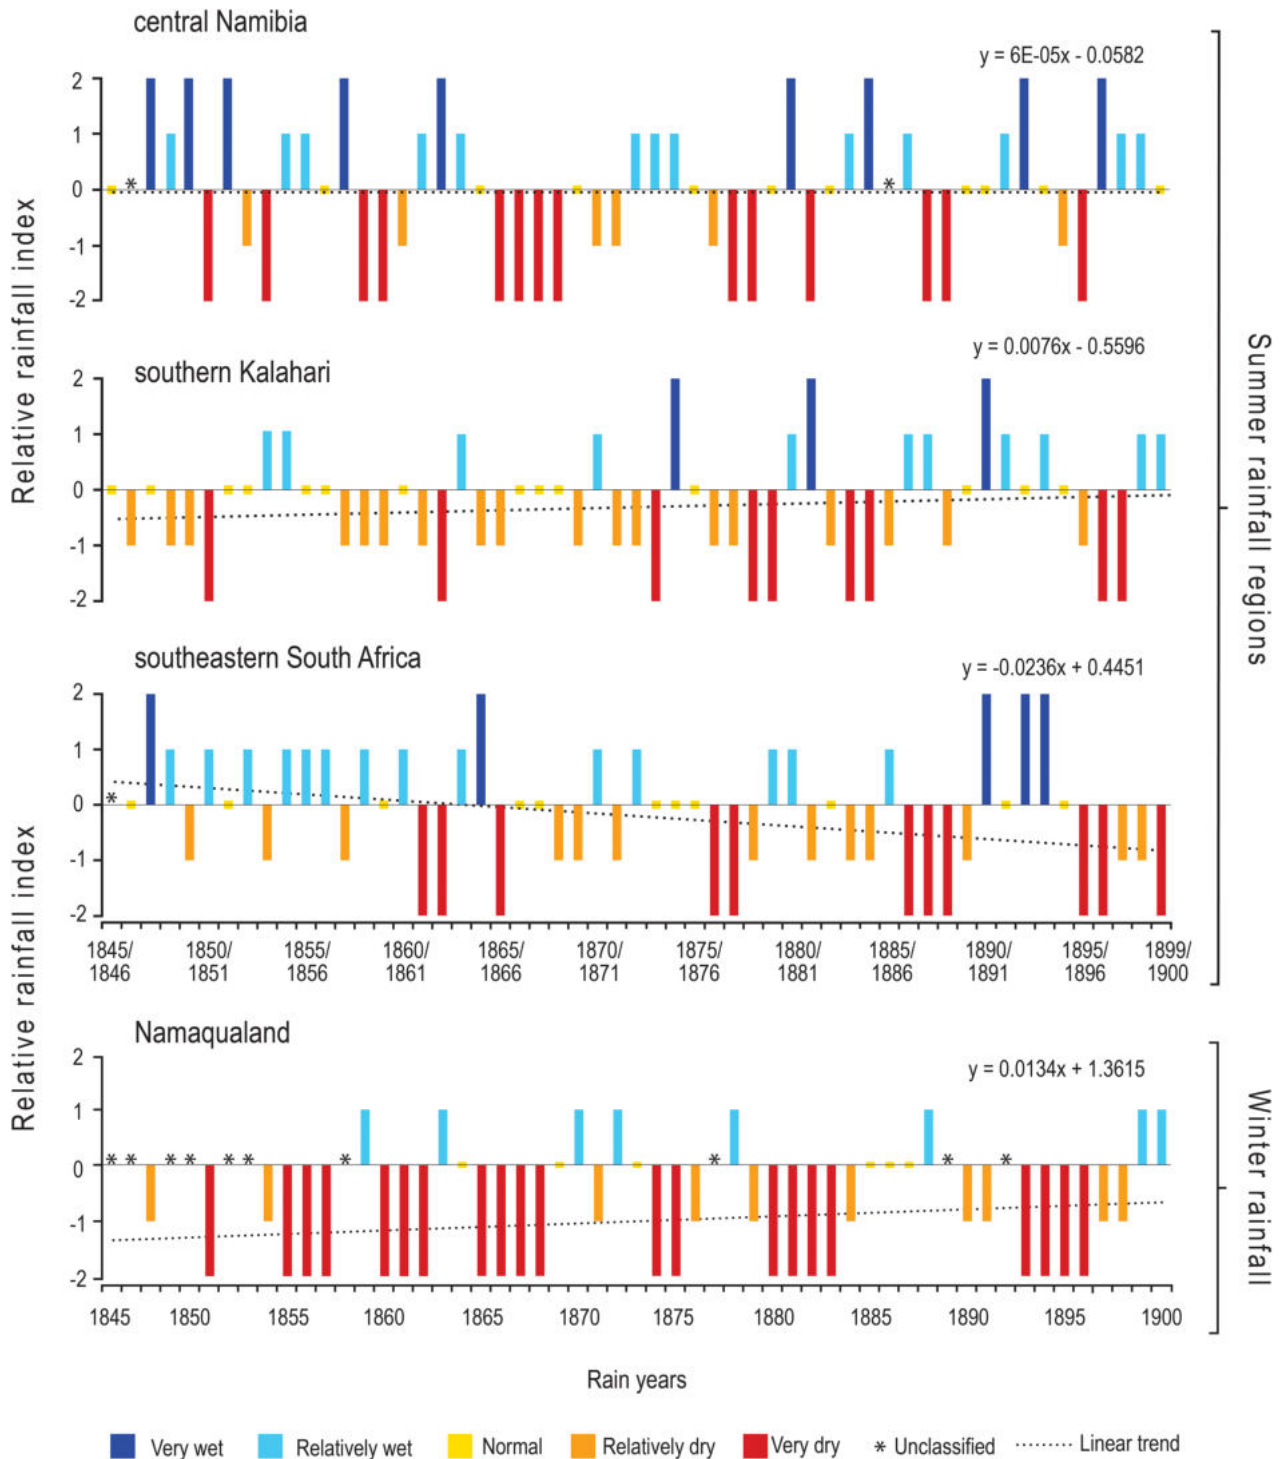 central Namibia
y = 6E-05x - 0.0582
2
1
0
-1
-2
*
*
southern Kalahari
y = 0.0076x - 0.5596
2
1
0
-1
-2
Relative rainfall index
southeastern South Africa
y = -0.0236x + 0.4451
2
1
0
-1
-2
*
1845/ 1850/ 1855/ 1860/ 1865/ 1870/ 1875/ 1880/ 1885/ 1890/ 1895/ 1899/
1846 1851 1856 1861 1866 1871 1876 1881 1886 1891 1896 1900
Summer rainfall regions
Namaqualand
y = 0.0134x + 1.3615
2
1
0
-1
-2
* * * * * * * * * *
Relative rainfall index
1845 1850 1855 1860 1865 1870 1875 1880 1885 1890 1895 1900
Winter rainfall
Rain years
Very wet Relatively wet Normal Relatively dry Very dry * Unclassified Linear trend